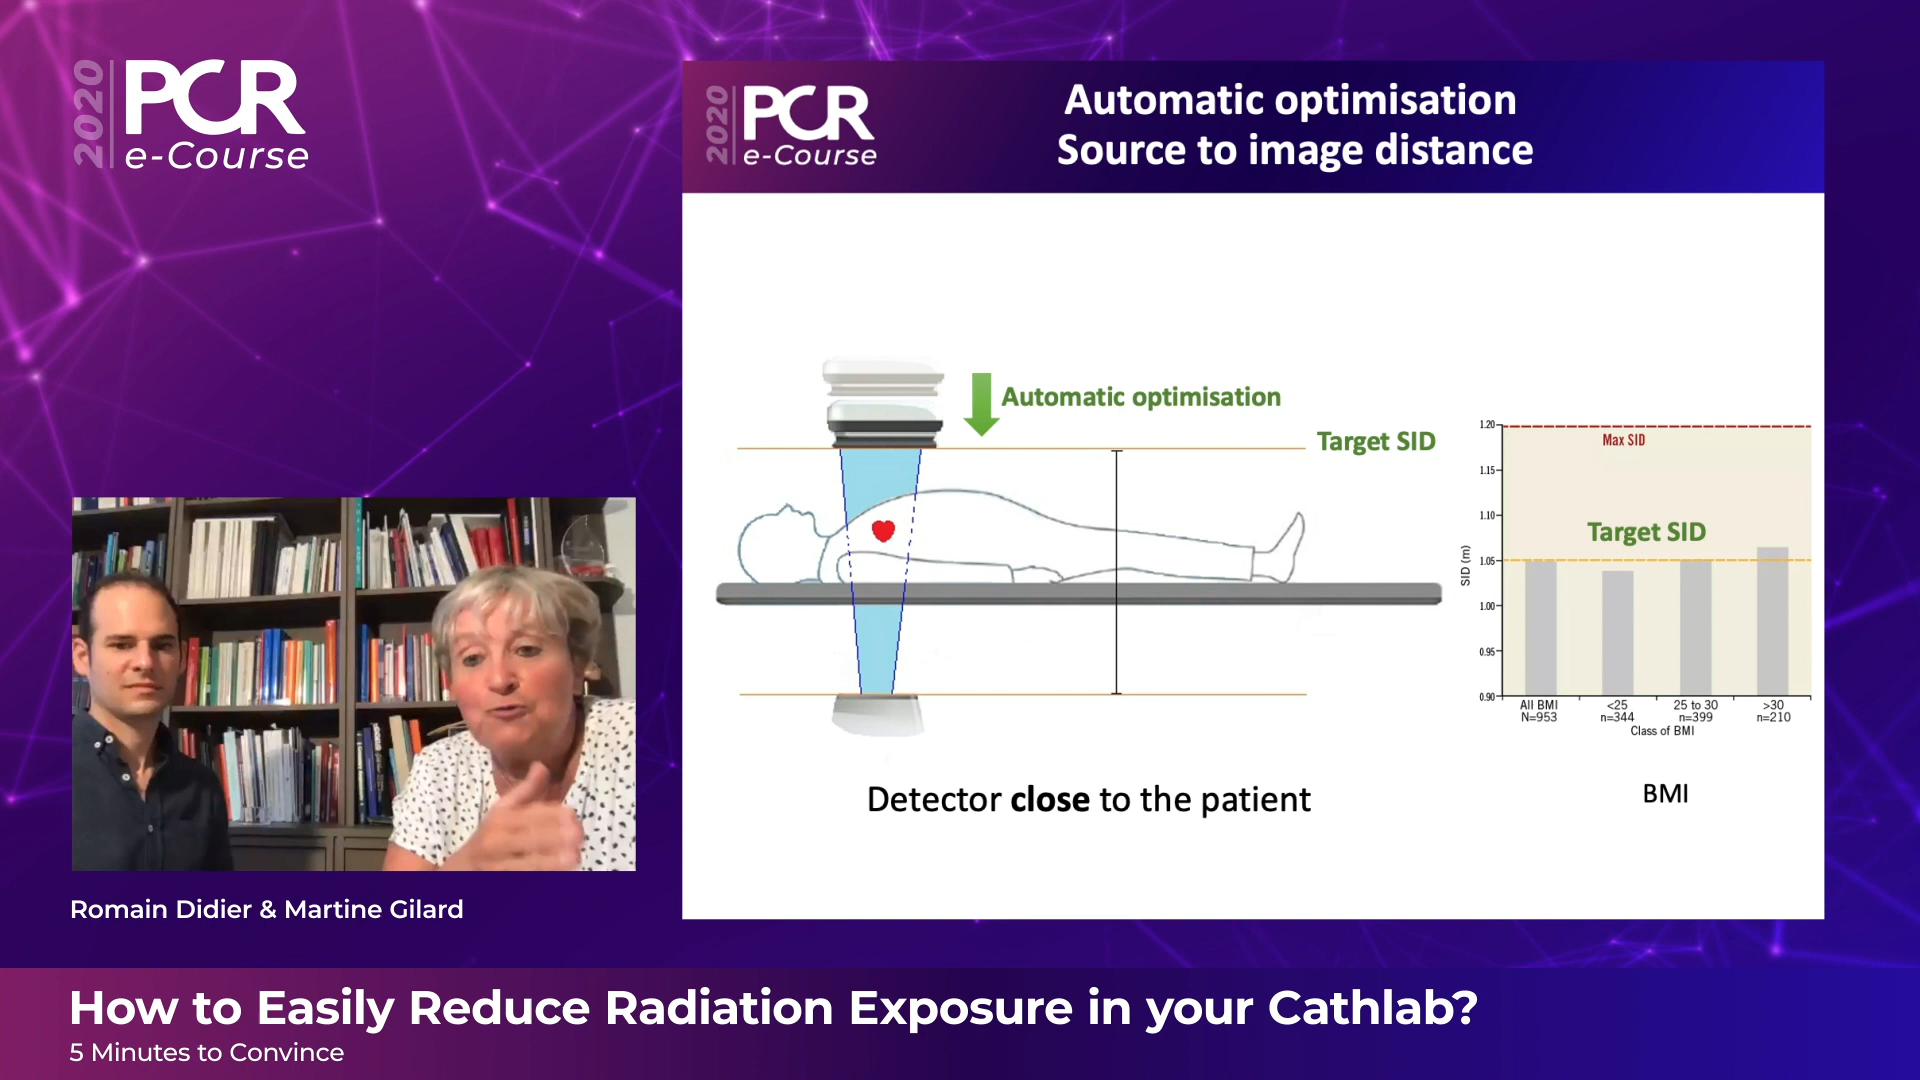 2020
PCR
e-Course
2020
PCR
e-Course
Automatic optimisation
Source to image distance
Automatic optimisation
Target SID
Detector close to the patient
1.20
1.15
1.10
1.05
1.00
0.95
0.90
SID (m)
Max SID
Target SID
All BMI <25 25 to 30 >30
N=953 n=344 n=399 n=210
Class of BMI
BMI
Romain Didier & Martine Gilard
How to Easily Reduce Radiation Exposure in your Cathlab?
5 Minutes to Convince